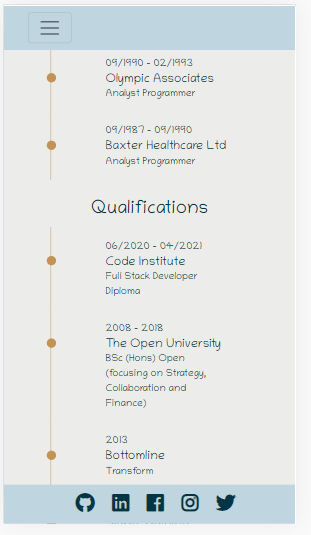 09/1990 - 02/1993
Olympic Associates
Analyst Programmer
09/1987 - 09/1990
Baxter Healthcare Ltd
Analyst Programmer
Qualifications
06/2020 - 04/2021
Code Institute
Full Stack Developer
Diploma
2008 - 2018
The Open University
BSc (Hons) Open
(focusing on Strategy,
Collaboration and
Finance)
2013
Bottomline
Transform